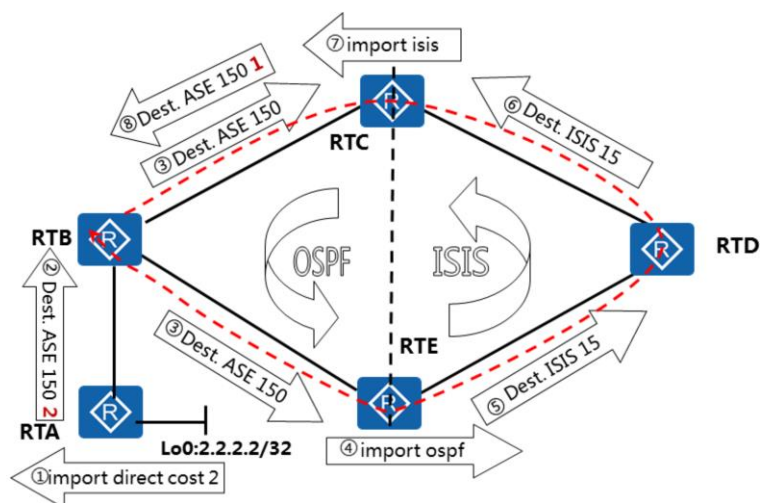 ⑦import isis
⑧Dest. ASE 150 1
③Dest. ASE 150
⑥Dest. ISIS 15
R
RTC
RTB
R
OSPF
ISIS
R
RTD
②Dest. ASE 150 2
③Dest. ASE 150
RTE
⑤Dest. ISIS 15
R
R
RTA
Lo0:2.2.2.2/32
④import ospf
①import direct cost 2